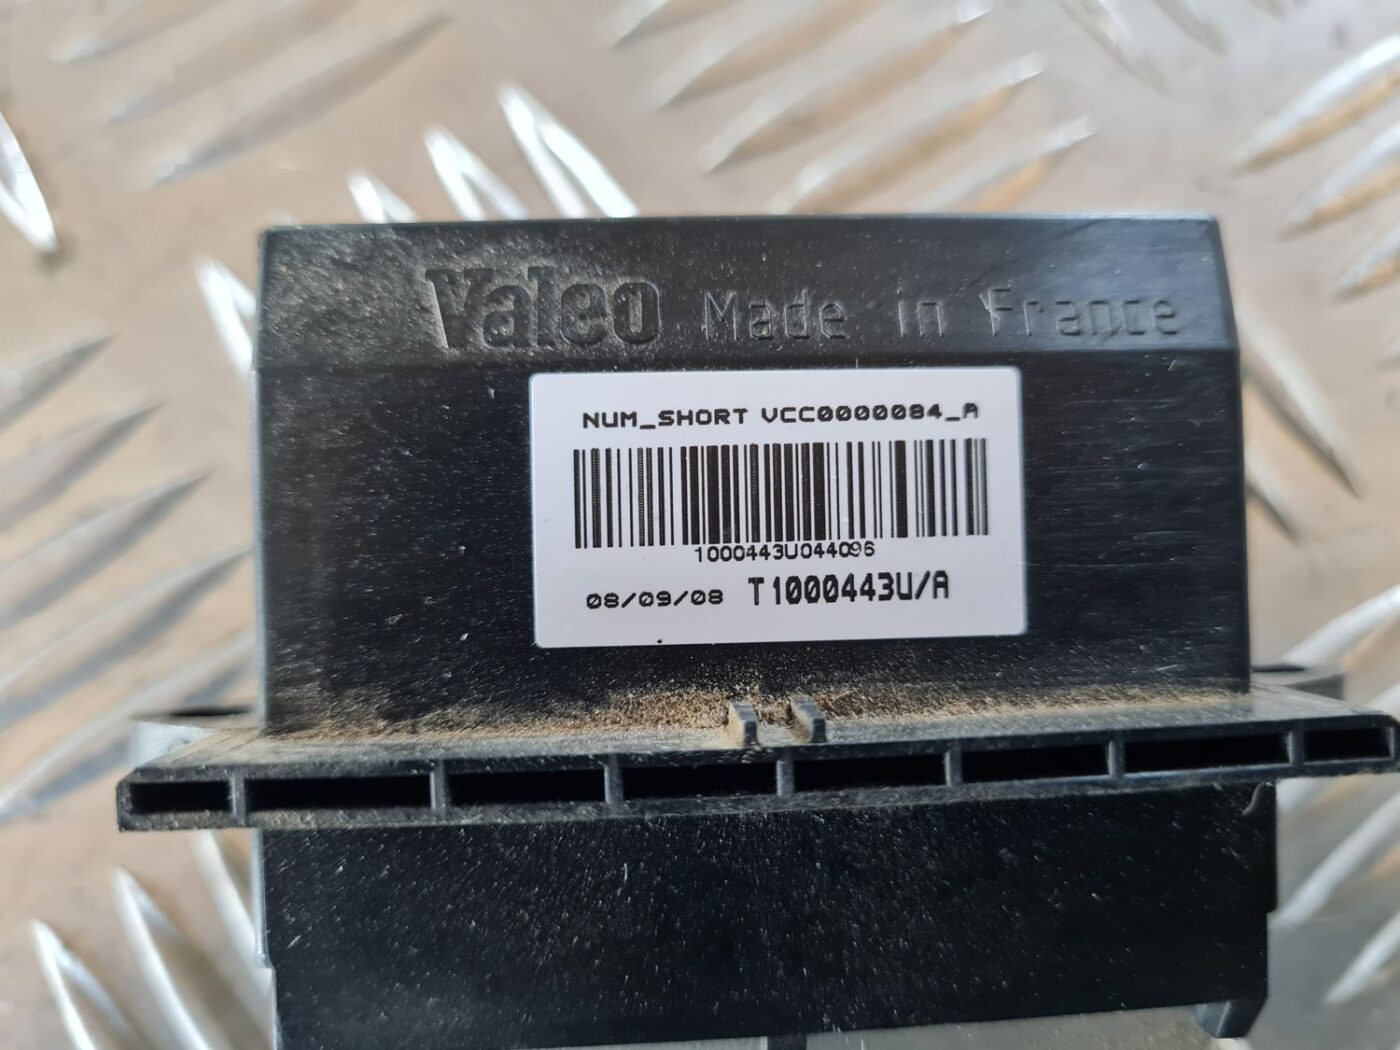 Valeo Made in France
NUM_SHORT VCC0000084_A
1000443U044096
08/09/08 T1000443U/A